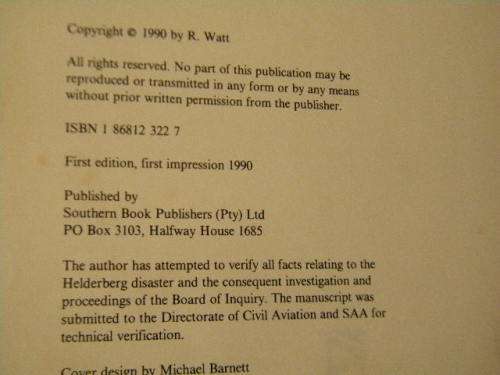 Copyright © 1990 by R. Watt
All rights reserved. No part of this publication may be
reproduced or transmitted in any form or by any means
without prior written permission from the publisher.
ISBN 1 86812 322 7
First edition, first impression 1990
Published by
Southern Book Publishers (Pty) Ltd
PO Box 3103, Halfway House 1685
The author has attempted to verify all facts relating to the
Helderberg disaster and the consequent investigation and
proceedings of the Board of Inquiry. The manuscript was
submitted to the Directorate of Civil Aviation and SAA for
technical verification.
Cover design by Michael Barnett